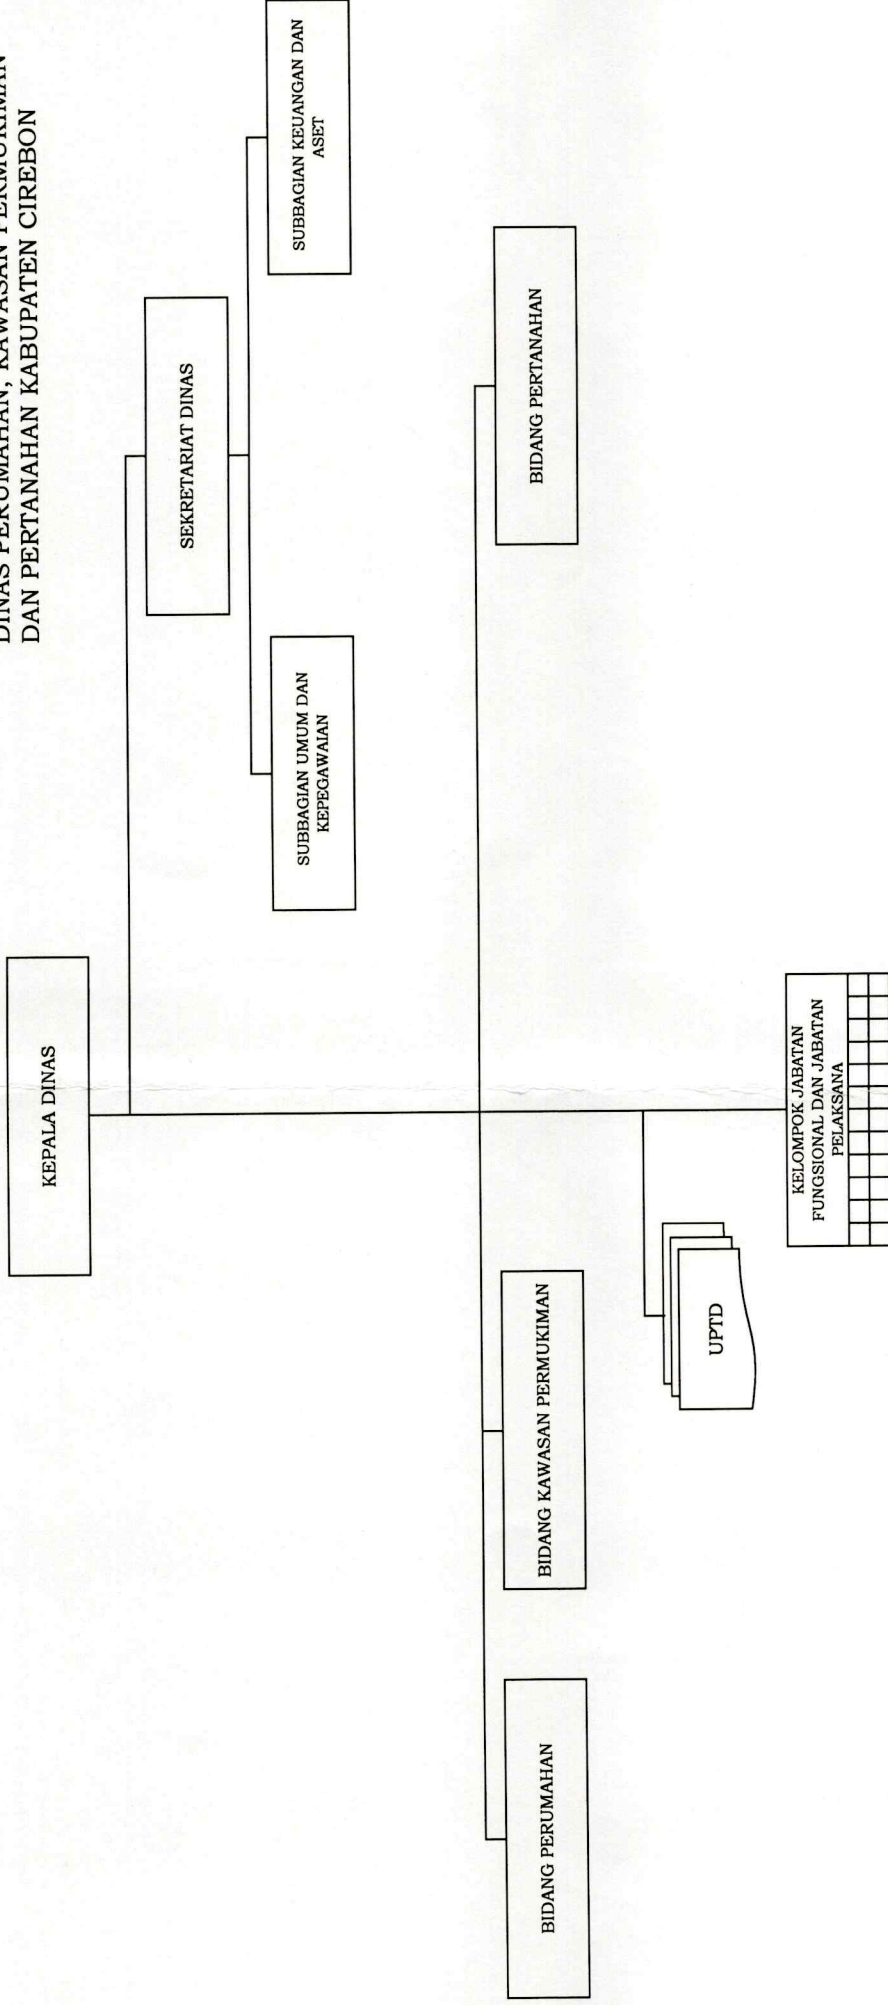 DINAS PERUMAHAN, KAWASAN PERMUKIMAN
DAN PERTANAHAN KABUPATEN CIREBON
KEPALA DINAS
SEKRETARIAT DINAS
SUBBAGIAN UMUM DAN
KEPEGAWAIAN
SUBBAGIAN KEUANGAN DAN
ASET
BIDANG PERUMAHAN
BIDANG KAWASAN PERMUKIMAN
BIDANG PERTANAHAN
UPTD
KELOMPOK JABATAN
FUNGSIONAL DAN JABATAN
PELAKSANA